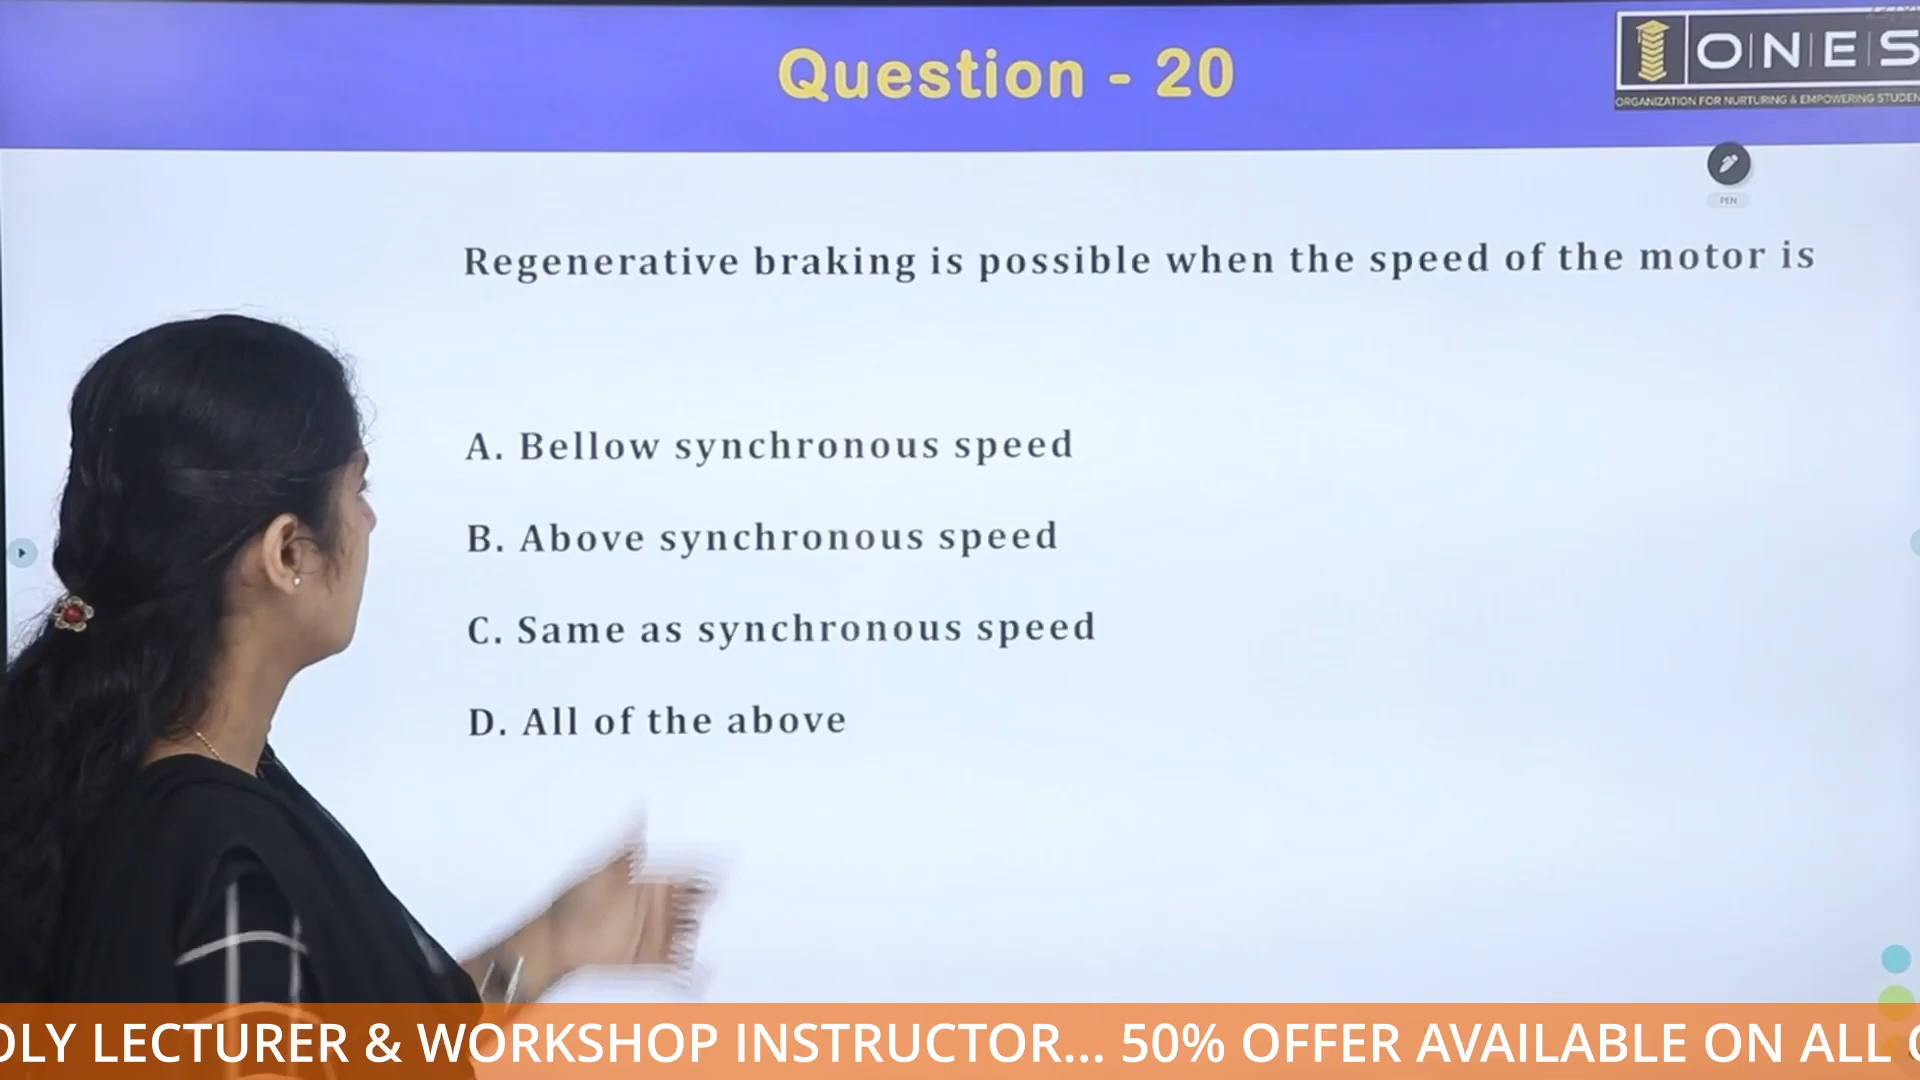 Question - 20
ONES
ORGANIZATION FOR NURTURING & EMPOWERING
PEN
Regenerative braking is possible when the speed of the motor is
A. Bellow synchronous speed
B. Above synchronous speed
C. Same as synchronous speed
D. All of the above
LECTURER & WORKSHOP INSTRUCTOR... 50% OFFER AVAILABLE ON ALL